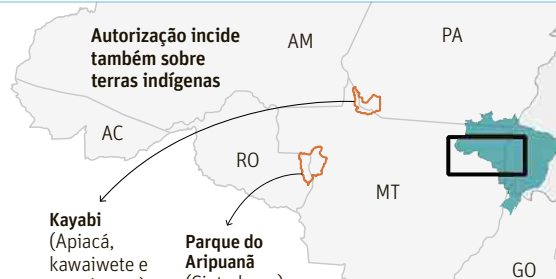 Autorização incide
também sobre
terras indígenas
AM
PA
AC
RO
MT
GO
Kayabi
(Apiacá,
kawaiwete e
Parque do
Aripuanã